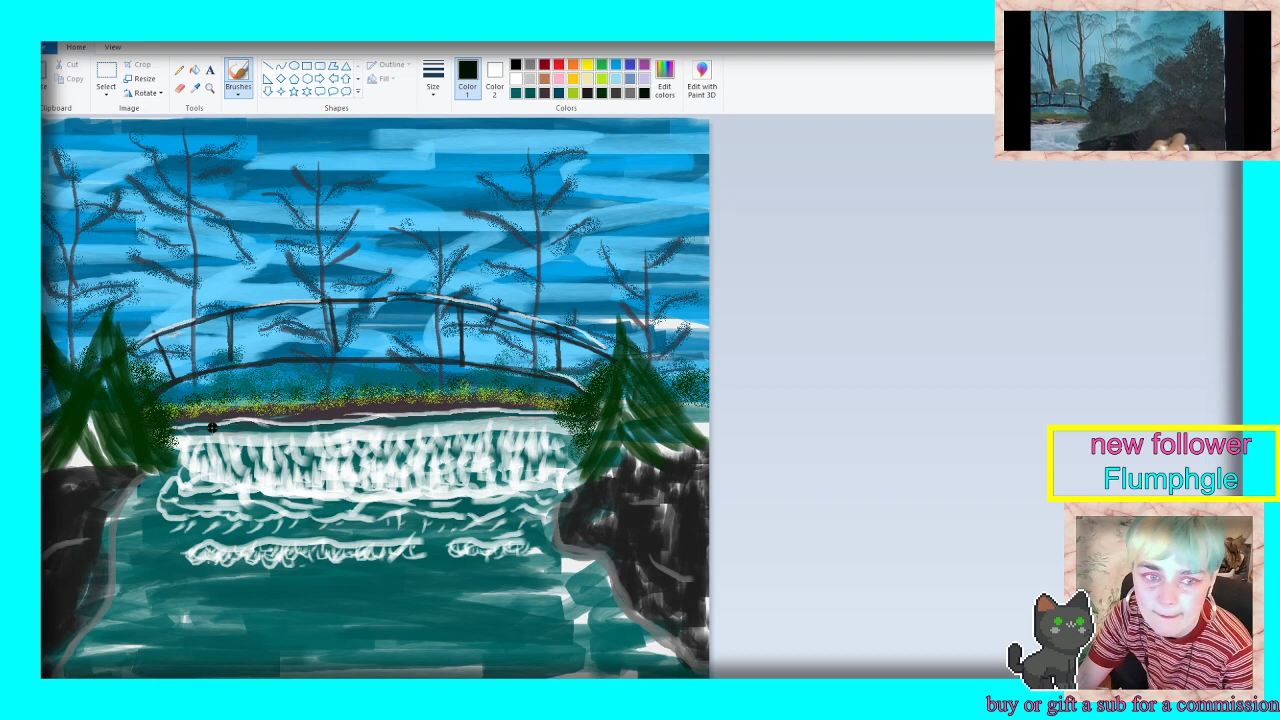 Home View
Cut
Copy
Clipboard
Select
Crop
Resize
Rotate
Image
A
Tools
Brushes
Shapes
Outline
Fill
Size
Color 1
Color 2
Colors
Edit colors
Edit with Paint 3D
new follower
Flumphgle
buy or gift a sub for a commission